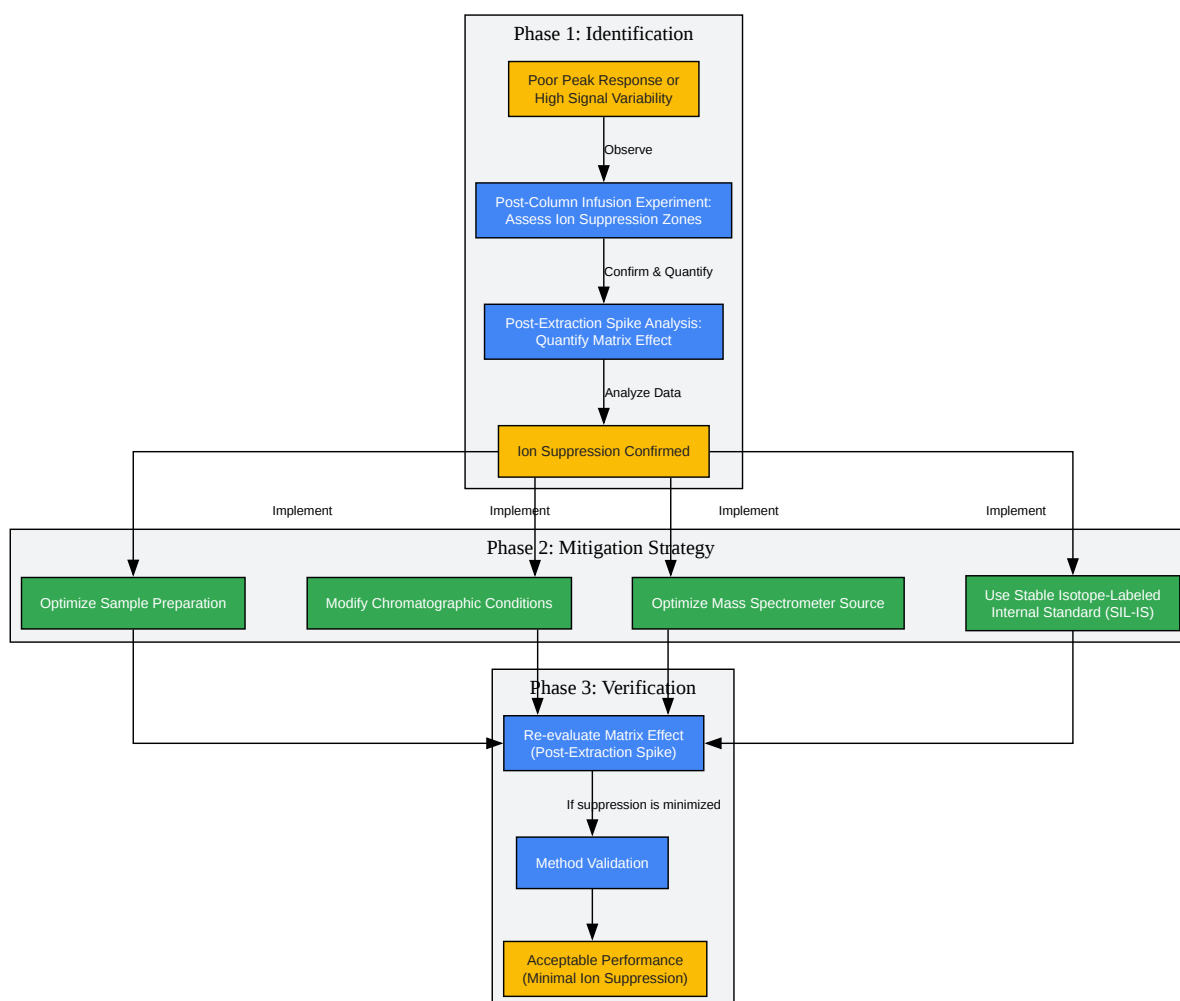 Phase 1: Identification
Poor Peak Response or
High Signal Variability
Observe
Post-Column Infusion Experiment:
Assess Ion Suppression Zones
Confirm & Quantify
Post-Extraction Spike Analysis:
Quantify Matrix Effect
Analyze Data
Ion Suppression Confirmed
Implement
Implement
Implement
Implement
Phase 2: Mitigation Strategy
Optimize Sample Preparation
Modify Chromatographic Conditions
Optimize Mass Spectrometer Source
Use Stable Isotope-Labeled
Internal Standard (SIL-IS)
Phase 3: Verification
Re-evaluate Matrix Effect
(Post-Extraction Spike)
If suppression is minimized
Method Validation
Acceptable Performance
(Minimal Ion Suppression)